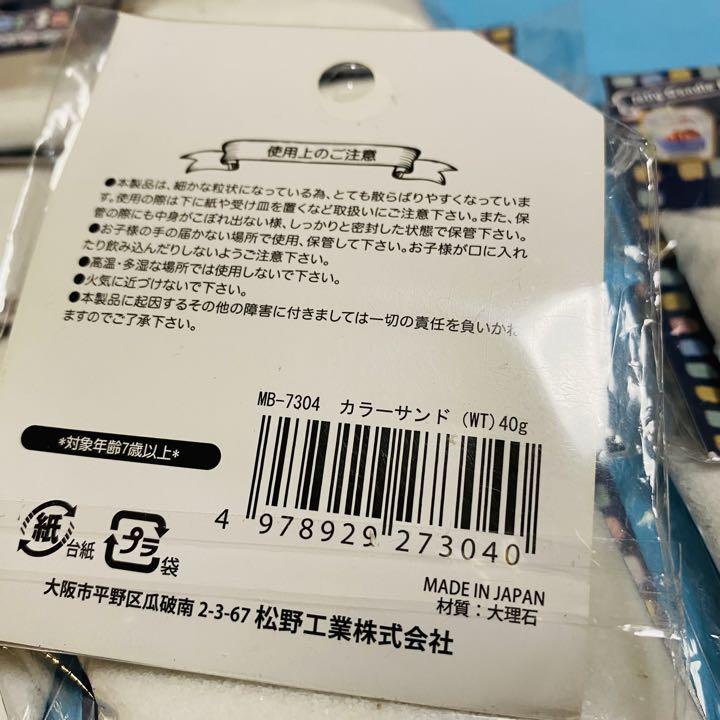 使用上のご注意
●本製品は、細かな粒状になっている為、とても散らばりやすくなっていま
す。使用の際は下に紙や受け皿を置くなど取扱いにご注意下さい。また、保
管の際にも中身がこぼれ出ない様、しっかりと密封した状態で保管下さい。
●お子様の手の届かない場所で使用、保管して下さい。お子様が口に入れ
たり飲み込んだりしないようご注意下さい。
●高温・多湿な場所では使用しないで下さい。
●火気に近づけないで下さい。
●本製品に起因するその他の障害に付きましては一切の責任を負いかね
ますのでご了承下さい。
MB-7304 カラーサンド (WT) 40g
*対象年齢7歳以上*
4 978929 273040
紙 台紙 プラ 袋
MADE IN JAPAN
材質：大理石
大阪市平野区瓜破南 2-3-67 松野工業株式会社